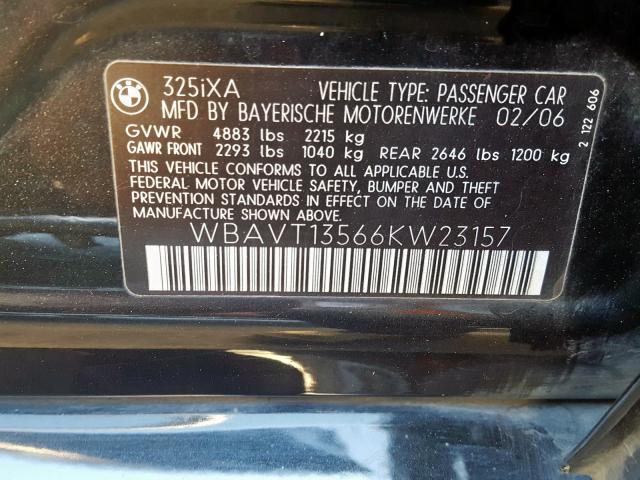 BMW
325iXA VEHICLE TYPE: PASSENGER CAR
MFD BY BAYERISCHE MOTORENWERKE 02/06
GVWR 4883 lbs 2215 kg
GAWR FRONT 2293 lbs 1040 kg REAR 2646 lbs 1200 kg
THIS VEHICLE CONFORMS TO ALL APPLICABLE U.S.
FEDERAL MOTOR VEHICLE SAFETY, BUMPER AND THEFT
PREVENTION STANDARDS IN EFFECT ON THE DATE OF
MANUFACTURE SHOWN ABOVE.
WBAVT13566KW23157
2 122 606